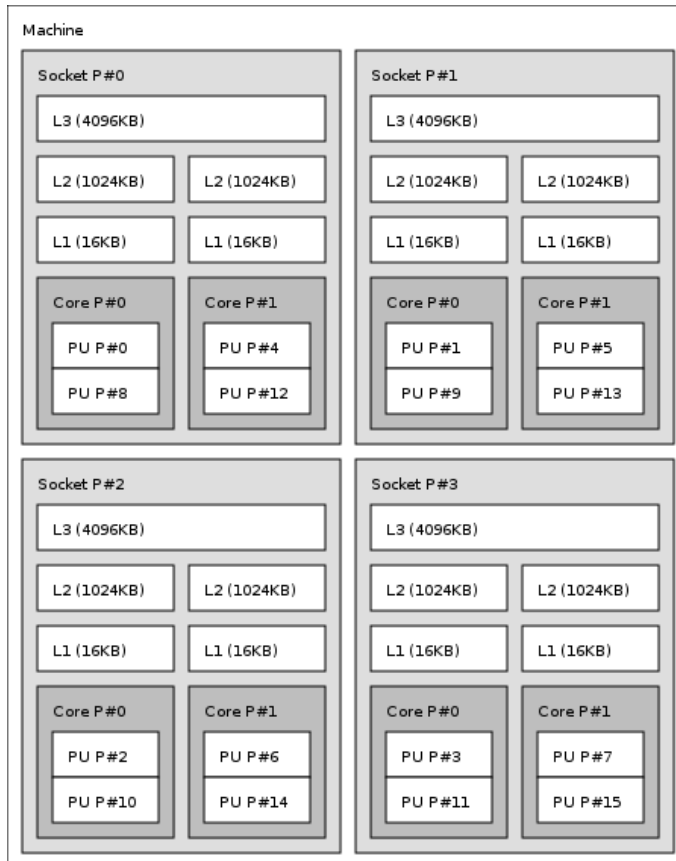 Machine
Socket P#0
L3 (4096KB)
L2 (1024KB) L2 (1024KB)
L1 (16KB) L1 (16KB)
Core P#0 Core P#1
PU P#0 PU P#4
PU P#8 PU P#12
Socket P#1
L3 (4096KB)
L2 (1024KB) L2 (1024KB)
L1 (16KB) L1 (16KB)
Core P#0 Core P#1
PU P#1 PU P#5
PU P#9 PU P#13
Socket P#2
L3 (4096KB)
L2 (1024KB) L2 (1024KB)
L1 (16KB) L1 (16KB)
Core P#0 Core P#1
PU P#2 PU P#6
PU P#10 PU P#14
Socket P#3
L3 (4096KB)
L2 (1024KB) L2 (1024KB)
L1 (16KB) L1 (16KB)
Core P#0 Core P#1
PU P#3 PU P#7
PU P#11 PU P#15